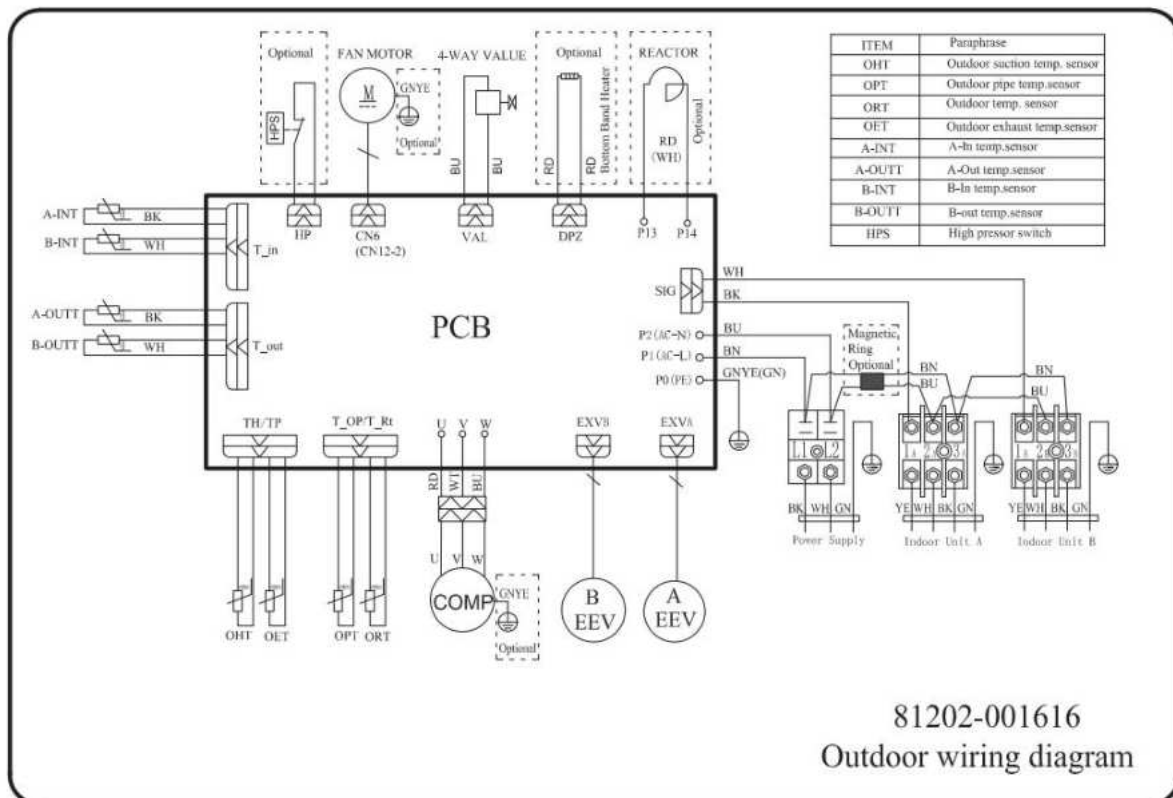 Optional
FAN MOTOR
4-WAY VALUE
Optional
REACTOR
HPS
M
GNYE
Optional
BU
BU
RD
RD
Bottom Band Heater
RD
(WH)
Optional
ITEM Paraphrase
OHT Outdoor suction temp. sensor
OPT Outdoor pipe temp. sensor
ORT Outdoor temp. sensor
OET Outdoor exhaust temp.sensor
A-INT A-In temp.sensor
A-OUTT A-Out temp.sensor
B-INT B-In temp.sensor
B-OUTT B-out temp.sensor
HPS High pressor switch
HP
CN6
(CN12-2)
VAL
DPZ
P13
P14
A-INT BK
B-INT WH
T_in
A-OUTT BK
B-OUTT WH
T_out
PCB
SIG
WH
BK
P2(AC-N) BU
P1(AC-L) BN
P0(PE) GNYE(GN)
Magnetic
Ring
Optional
BN
BU
BN
BU
L1 L2
1A 2A 3A
1B 2B 3B
BK WH GN
Power Supply
YE WH BK GN
Indoor Unit A
YE WH BK GN
Indoor Unit B
TH/TP
T_OP/T_Rt
U V W
EXVB
EXVA
RD WT BU
U V W
COMP
GNYE
Optional
B
EEV
A
EEV
OHT OET
OPT ORT
81202-001616
Outdoor wiring diagram